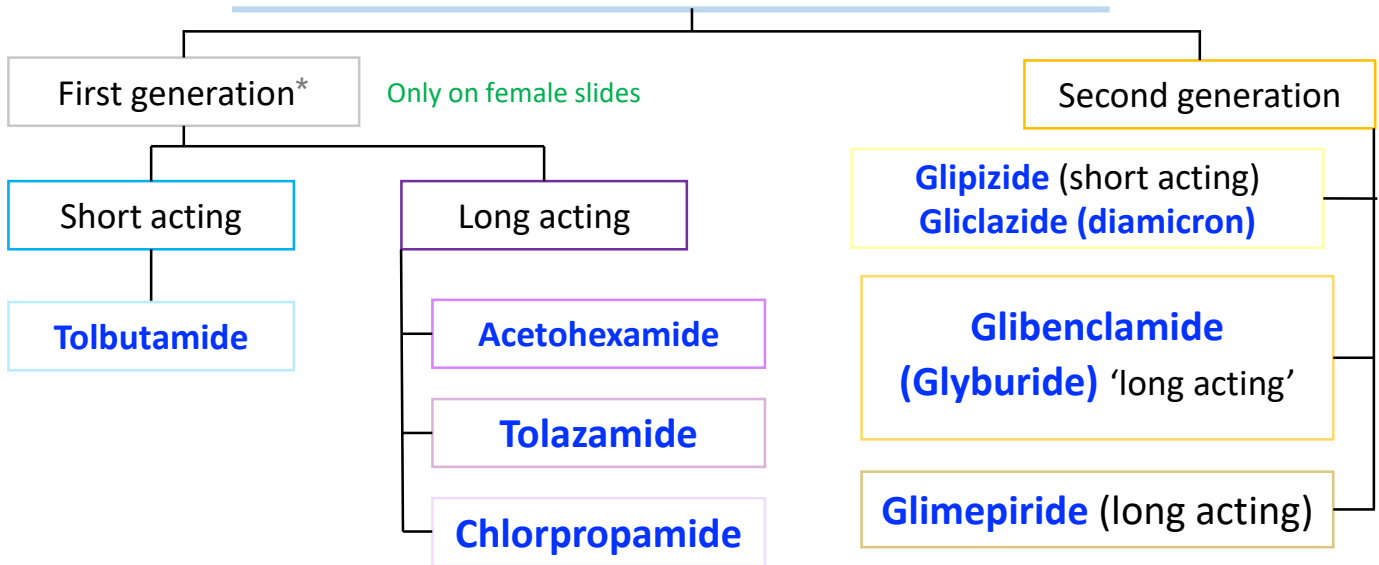 First generation*
Only on female slides
Second generation
Short acting
Long acting
Glipizide (short acting)
Gliclazide (diamicron)
Tolbutamide
Acetohexamide
Glibenclamide
(Glyburide) ‘long acting’
Tolazamide
Chlorpropamide
Glimepiride (long acting)